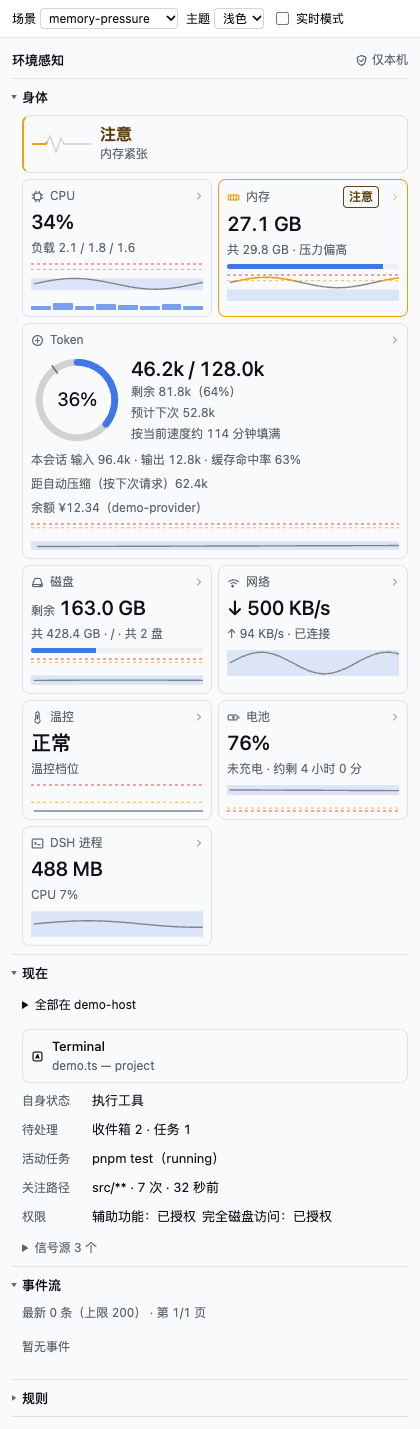 场景 memory-pressure 主题 浅色 实时模式
环境感知 仅本机
身体
注意
内存紧张
CPU
34%
负载 2.1 / 1.8 / 1.6
内存 注意
27.1 GB
共 29.8 GB · 压力偏高
Token
36%
46.2k / 128.0k
剩余 81.8k（64%）
预计下次 52.8k
按当前速度约 114 分钟填满
本会话 输入 96.4k · 输出 12.8k · 缓存命中率 63%
距自动压缩（按下次请求）62.4k
余额 ¥12.34（demo-provider）
磁盘
剩余 163.0 GB
共 428.4 GB · / · 共 2 盘
网络
↓ 500 KB/s
↑ 94 KB/s · 已连接
温控
正常
温控档位
电池
76%
未充电 · 约剩 4 小时 0 分
DSH 进程
488 MB
CPU 7%
现在
全部在 demo-host
A
Terminal
demo.ts — project
自身状态 执行工具
待处理 收件箱 2 · 任务 1
活动任务 pnpm test（running）
关注路径 src/** · 7 次 · 32 秒前
权限 辅助功能：已授权 完全磁盘访问：已授权
信号源 3 个
事件流
最新 0 条（上限 200） · 第 1/1 页
暂无事件
规则